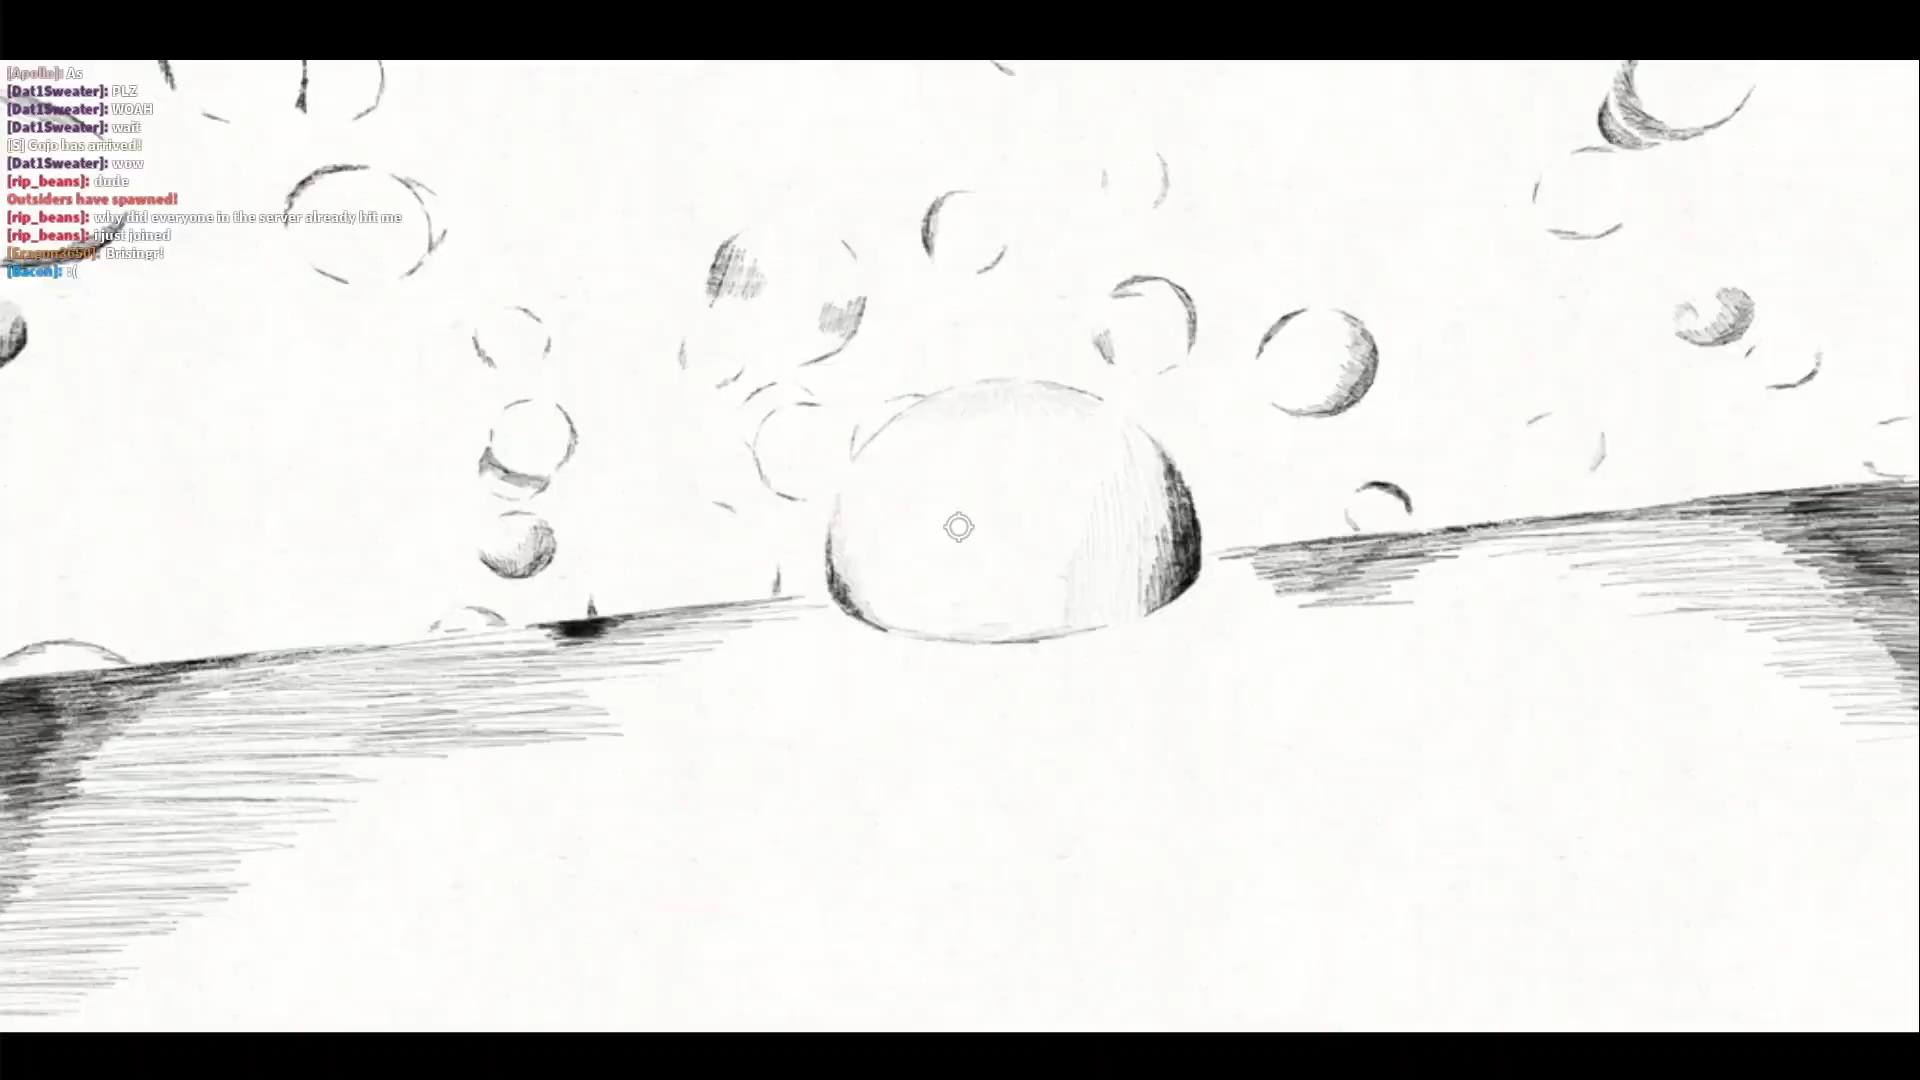 [Apollo]: As
[Dat1Sweater]: PLZ
[Dat1Sweater]: WOAH
[Dat1Sweater]: wait
[S] Gojo has arrived!
[Dat1Sweater]: wow
[rip_beans]: dude
Outsiders have spawned!
[rip_beans]: why did everyone in the server already hit me
[rip_beans]: i just joined
[Eragon3650]: Brisingr!
[Bacon]: :(